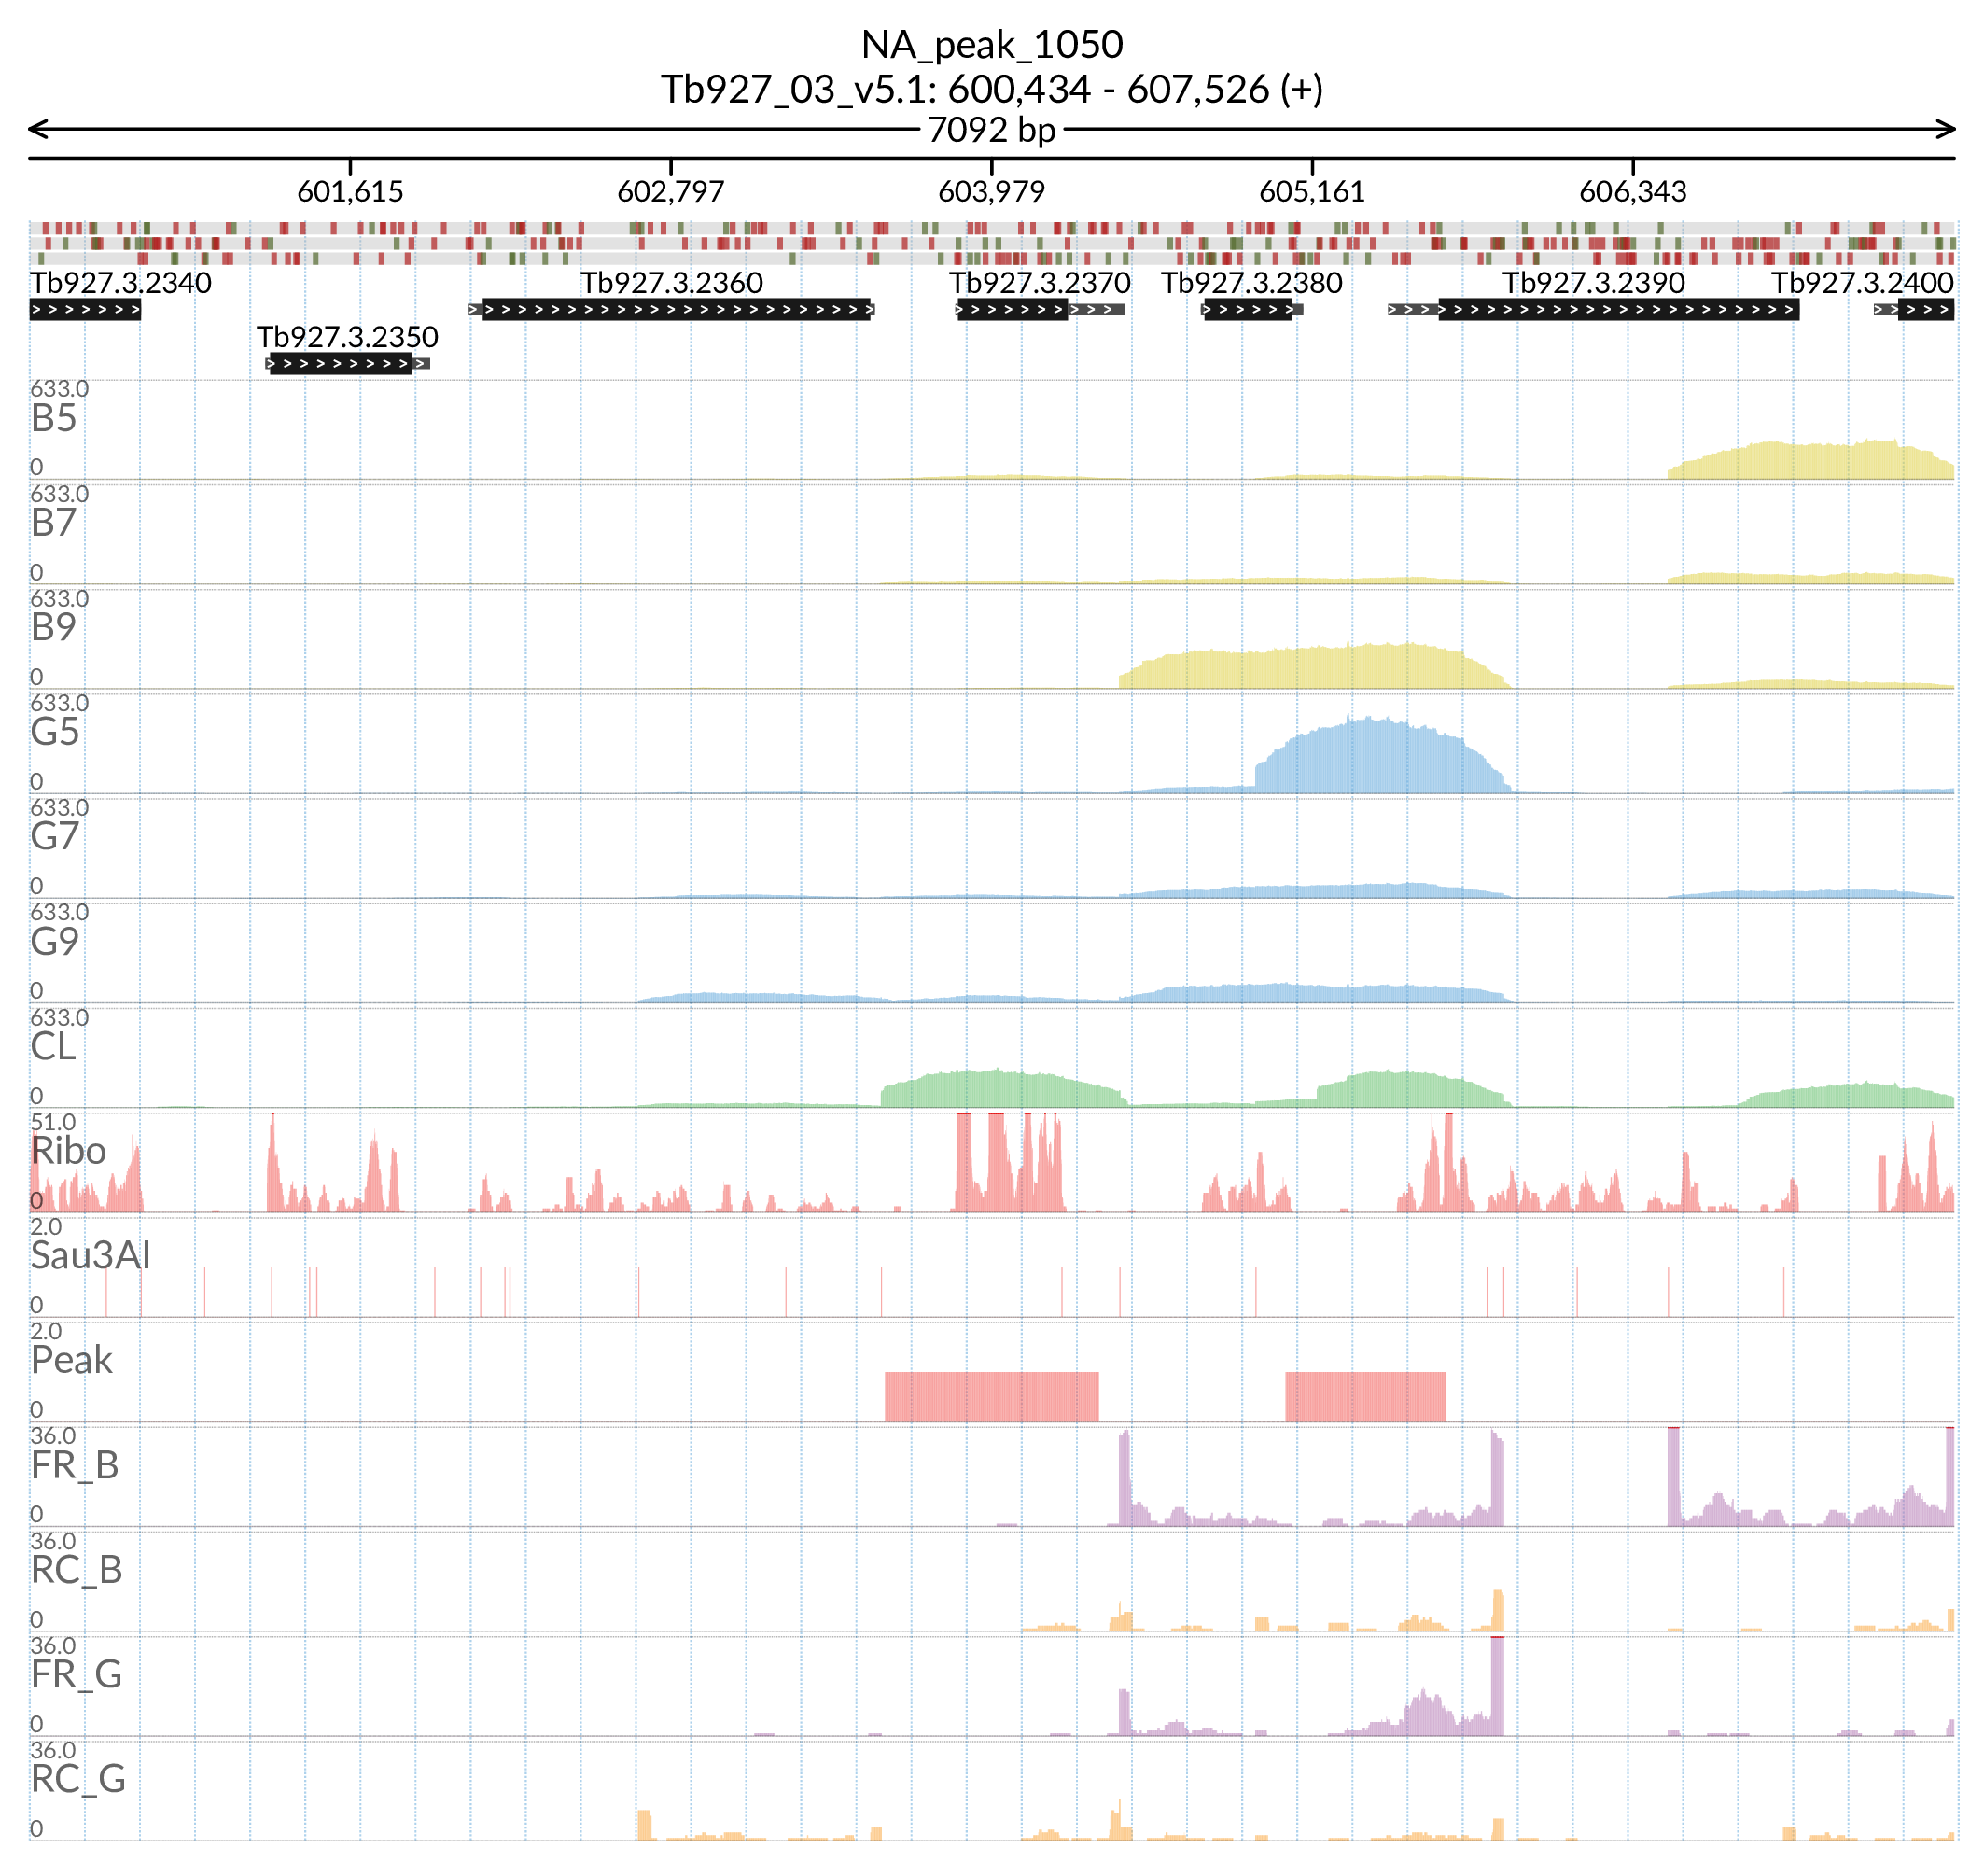 NA_peak_1050
Tb927_03_v5.1: 600,434 - 607,526 (+)
7092 bp
601,615 602,797 603,979 605,161 606,343
Tb927.3.2340 Tb927.3.2360 Tb927.3.2370 Tb927.3.2380 Tb927.3.2390 Tb927.3.2400
Tb927.3.2350
633.0
B5
0
633.0
B7
0
633.0
B9
0
633.0
G5
0
633.0
G7
0
633.0
G9
0
633.0
CL
0
51.0
Ribo
0
2.0
Sau3AI
0
2.0
Peak
0
36.0
FR_B
0
36.0
RC_B
0
36.0
FR_G
0
36.0
RC_G
0